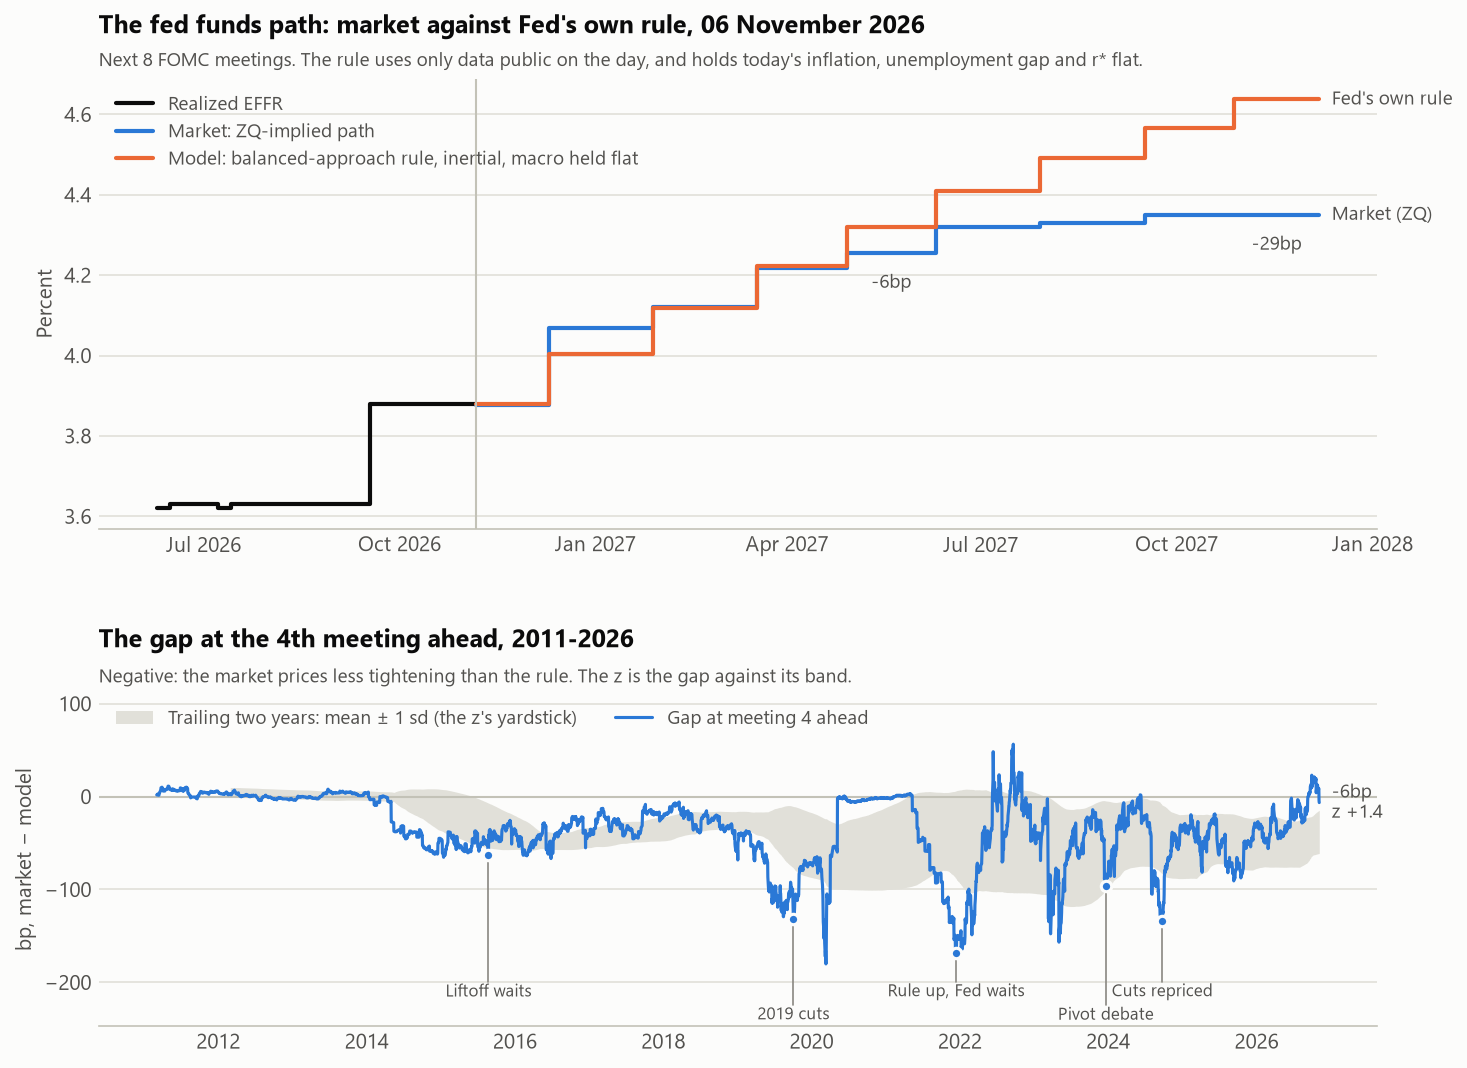 The fed funds path: market against Fed's own rule, 06 November 2026
Next 8 FOMC meetings. The rule uses only data public on the day, and holds today's inflation, unemployment gap and r* flat.
Realized EFFR
Market: ZQ-implied path
Model: balanced-approach rule, inertial, macro held flat
Fed's own rule
Market (ZQ)
-29bp
-6bp
Percent
4.6
4.4
4.2
4.0
3.8
3.6
Jul 2026
Oct 2026
Jan 2027
Apr 2027
Jul 2027
Oct 2027
Jan 2028
The gap at the 4th meeting ahead, 2011-2026
Negative: the market prices less tightening than the rule. The z is the gap against its band.
Trailing two years: mean ± 1 sd (the z's yardstick)
Gap at meeting 4 ahead
bp, market − model
100
0
−100
−200
-6bp
z +1.4
Liftoff waits
2019 cuts
Rule up, Fed waits
Pivot debate
Cuts repriced
2012
2014
2016
2018
2020
2022
2024
2026